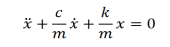 ẍ + c/m ẋ + k/m x = 0